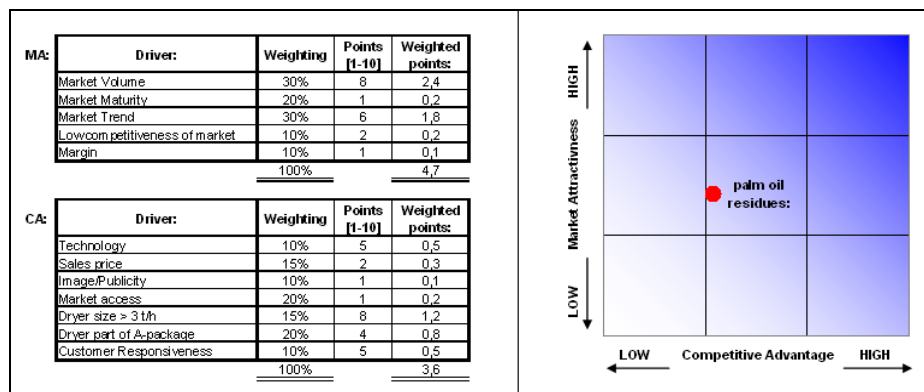 MA: Driver: Weighting Points [1-10] Weighted points:
Market Volume 30% 8 2,4
Market Maturity 20% 1 0,2
Market Trend 30% 6 1,8
Lowcompetitiveness of market 10% 2 0,2
Margin 10% 1 0,1
100% 4,7
CA: Driver: Weighting Points [1-10] Weighted points:
Technology 10% 5 0,5
Sales price 15% 2 0,3
Image/Publicity 10% 1 0,1
Market access 20% 1 0,2
Dryer size > 3 t/h 15% 8 1,2
Dryer part of A-package 20% 4 0,8
Customer Responsiveness 10% 5 0,5
100% 3,6
HIGH
Market Attractivness
LOW
palm oil
residues:
LOW Competitive Advantage HIGH